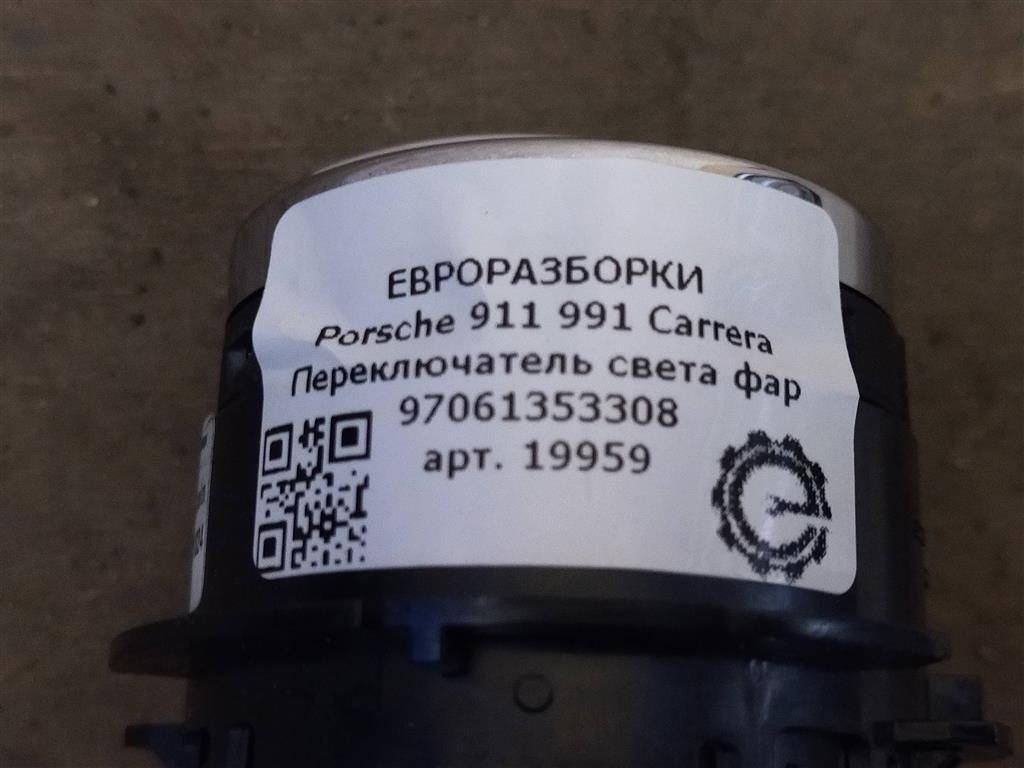 ЕВРОРАЗБОРКИ
Porsche 911 991 Carrera
Переключатель света фар
97061353308
арт. 19959